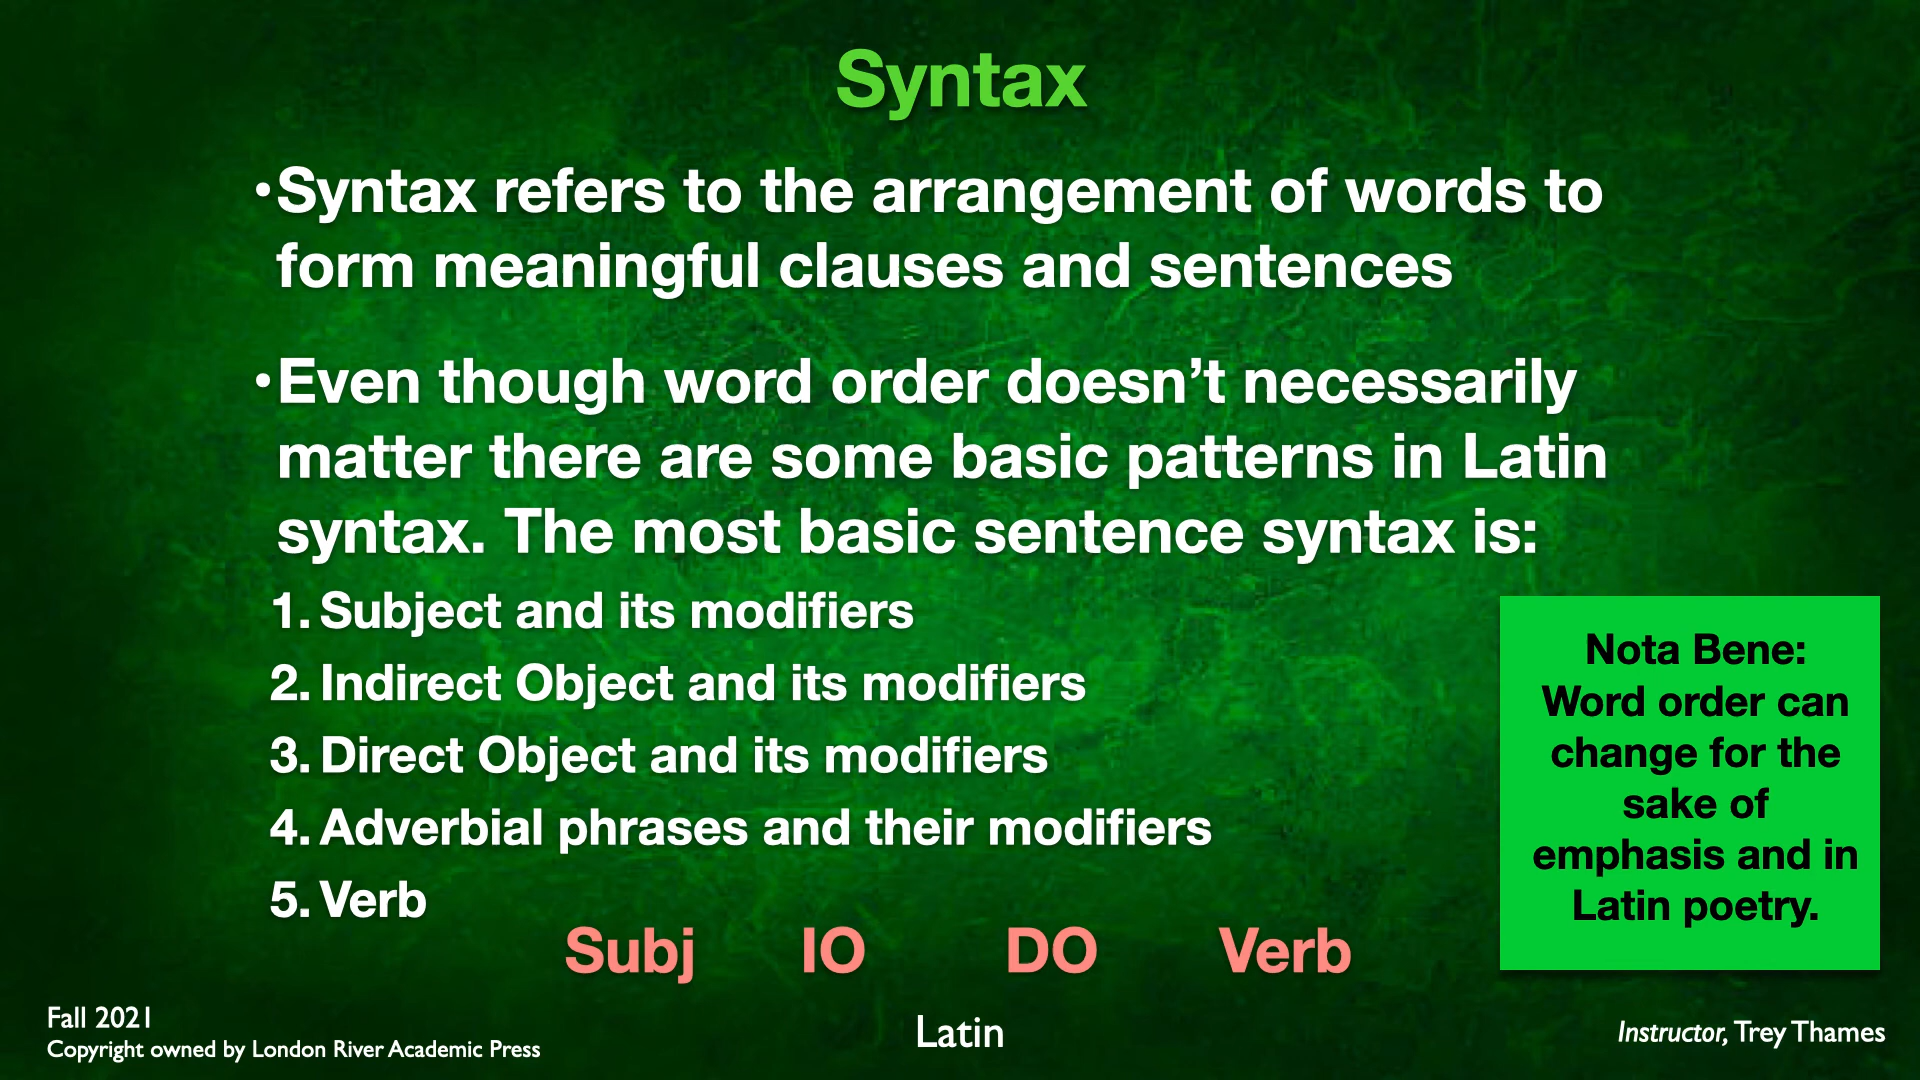 Syntax
•Syntax refers to the arrangement of words to
form meaningful clauses and sentences
•Even though word order doesn’t necessarily
matter there are some basic patterns in Latin
syntax. The most basic sentence syntax is:
1. Subject and its modifiers
2. Indirect Object and its modifiers
3. Direct Object and its modifiers
4. Adverbial phrases and their modifiers
5. Verb
Subj IO DO Verb
Nota Bene:
Word order can
change for the
sake of
emphasis and in
Latin poetry.
Fall 2021
Copyright owned by London River Academic Press
Latin
Instructor, Trey Thames